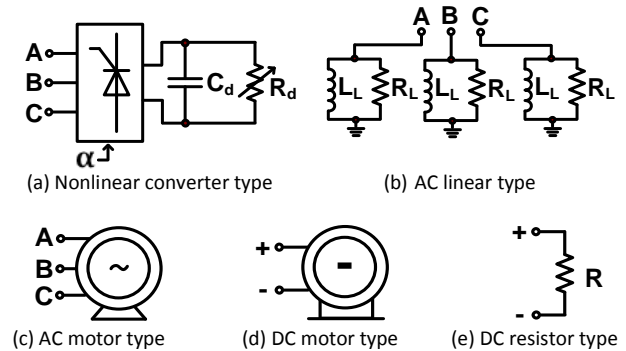 A
B
C
α
C_d
R_d
(a) Nonlinear converter type
A B C
L_L R_L L_L R_L L_L R_L
(b) AC linear type
A
B
C
~
(c) AC motor type
+
-
-
(d) DC motor type
+
R
-
(e) DC resistor type